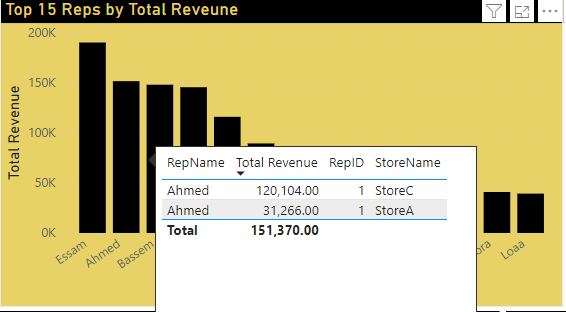 Top 15 Reps by Total Reveune
Total Revenue
200K
150K
100K
50K
0K
Essam
Ahmed
Bassem
Loaa
RepName Total Revenue RepID StoreName
Ahmed 120,104.00 1 StoreC
Ahmed 31,266.00 1 StoreA
Total 151,370.00